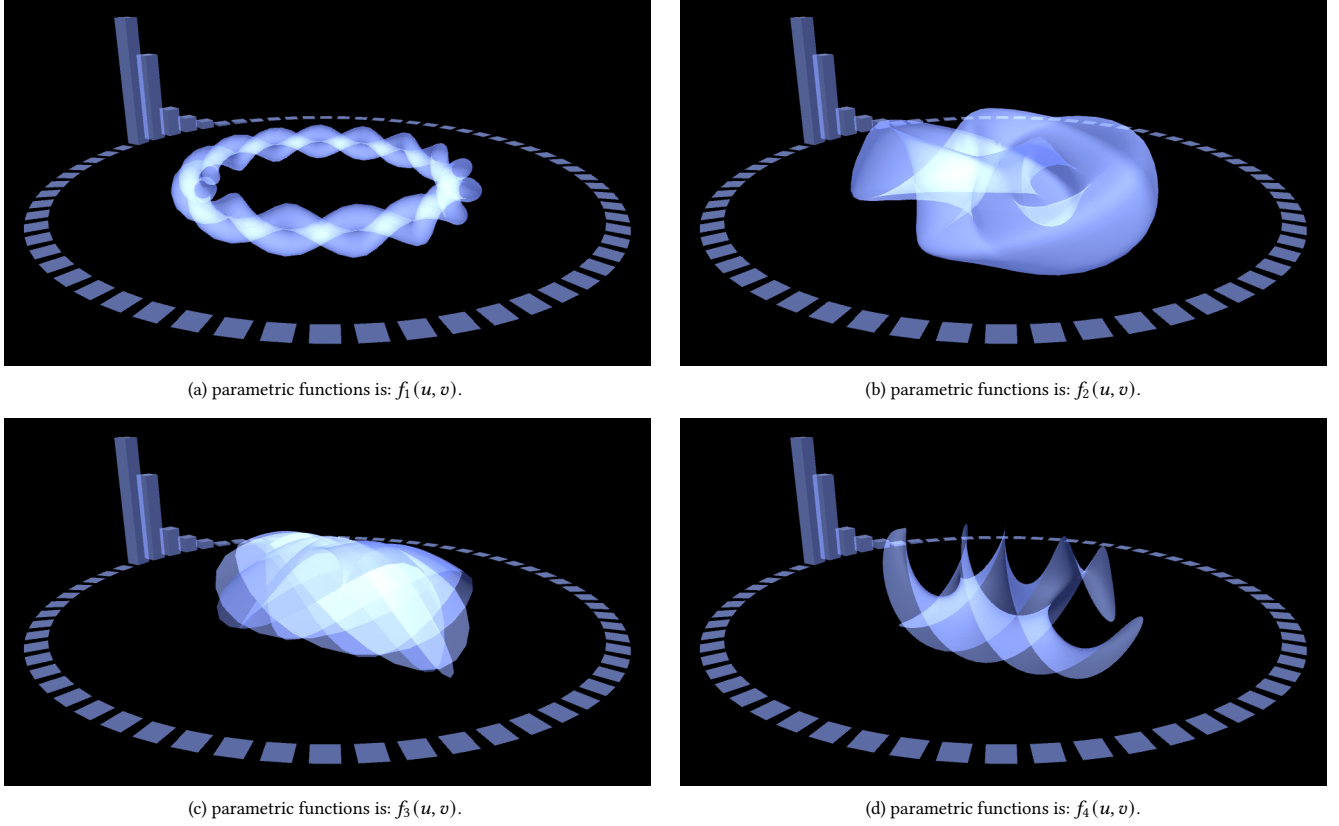 (a) parametric functions is: f₁(u, v).
(b) parametric functions is: f₂(u, v).
(c) parametric functions is: f₃(u, v).
(d) parametric functions is: f₄(u, v).